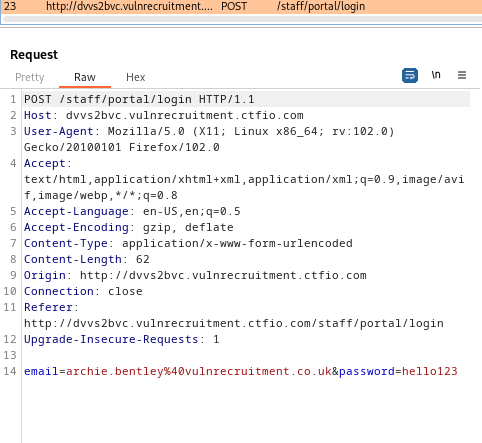 23 http://dvvs2bvc.vulnrecruitment.... POST /staff/portal/login
Request
Pretty Raw Hex
\n
1 POST /staff/portal/login HTTP/1.1
2 Host: dvvs2bvc.vulnrecruitment.ctfio.com
3 User-Agent: Mozilla/5.0 (X11; Linux x86_64; rv:102.0)
Gecko/20100101 Firefox/102.0
4 Accept:
text/html,application/xhtml+xml,application/xml;q=0.9,image/avi
f,image/webp,*/*;q=0.8
5 Accept-Language: en-US,en;q=0.5
6 Accept-Encoding: gzip, deflate
7 Content-Type: application/x-www-form-urlencoded
8 Content-Length: 62
9 Origin: http://dvvs2bvc.vulnrecruitment.ctfio.com
10 Connection: close
11 Referer:
http://dvvs2bvc.vulnrecruitment.ctfio.com/staff/portal/login
12 Upgrade-Insecure-Requests: 1
13
14 email=archie.bentley%40vulnrecruitment.co.uk&password=hello123